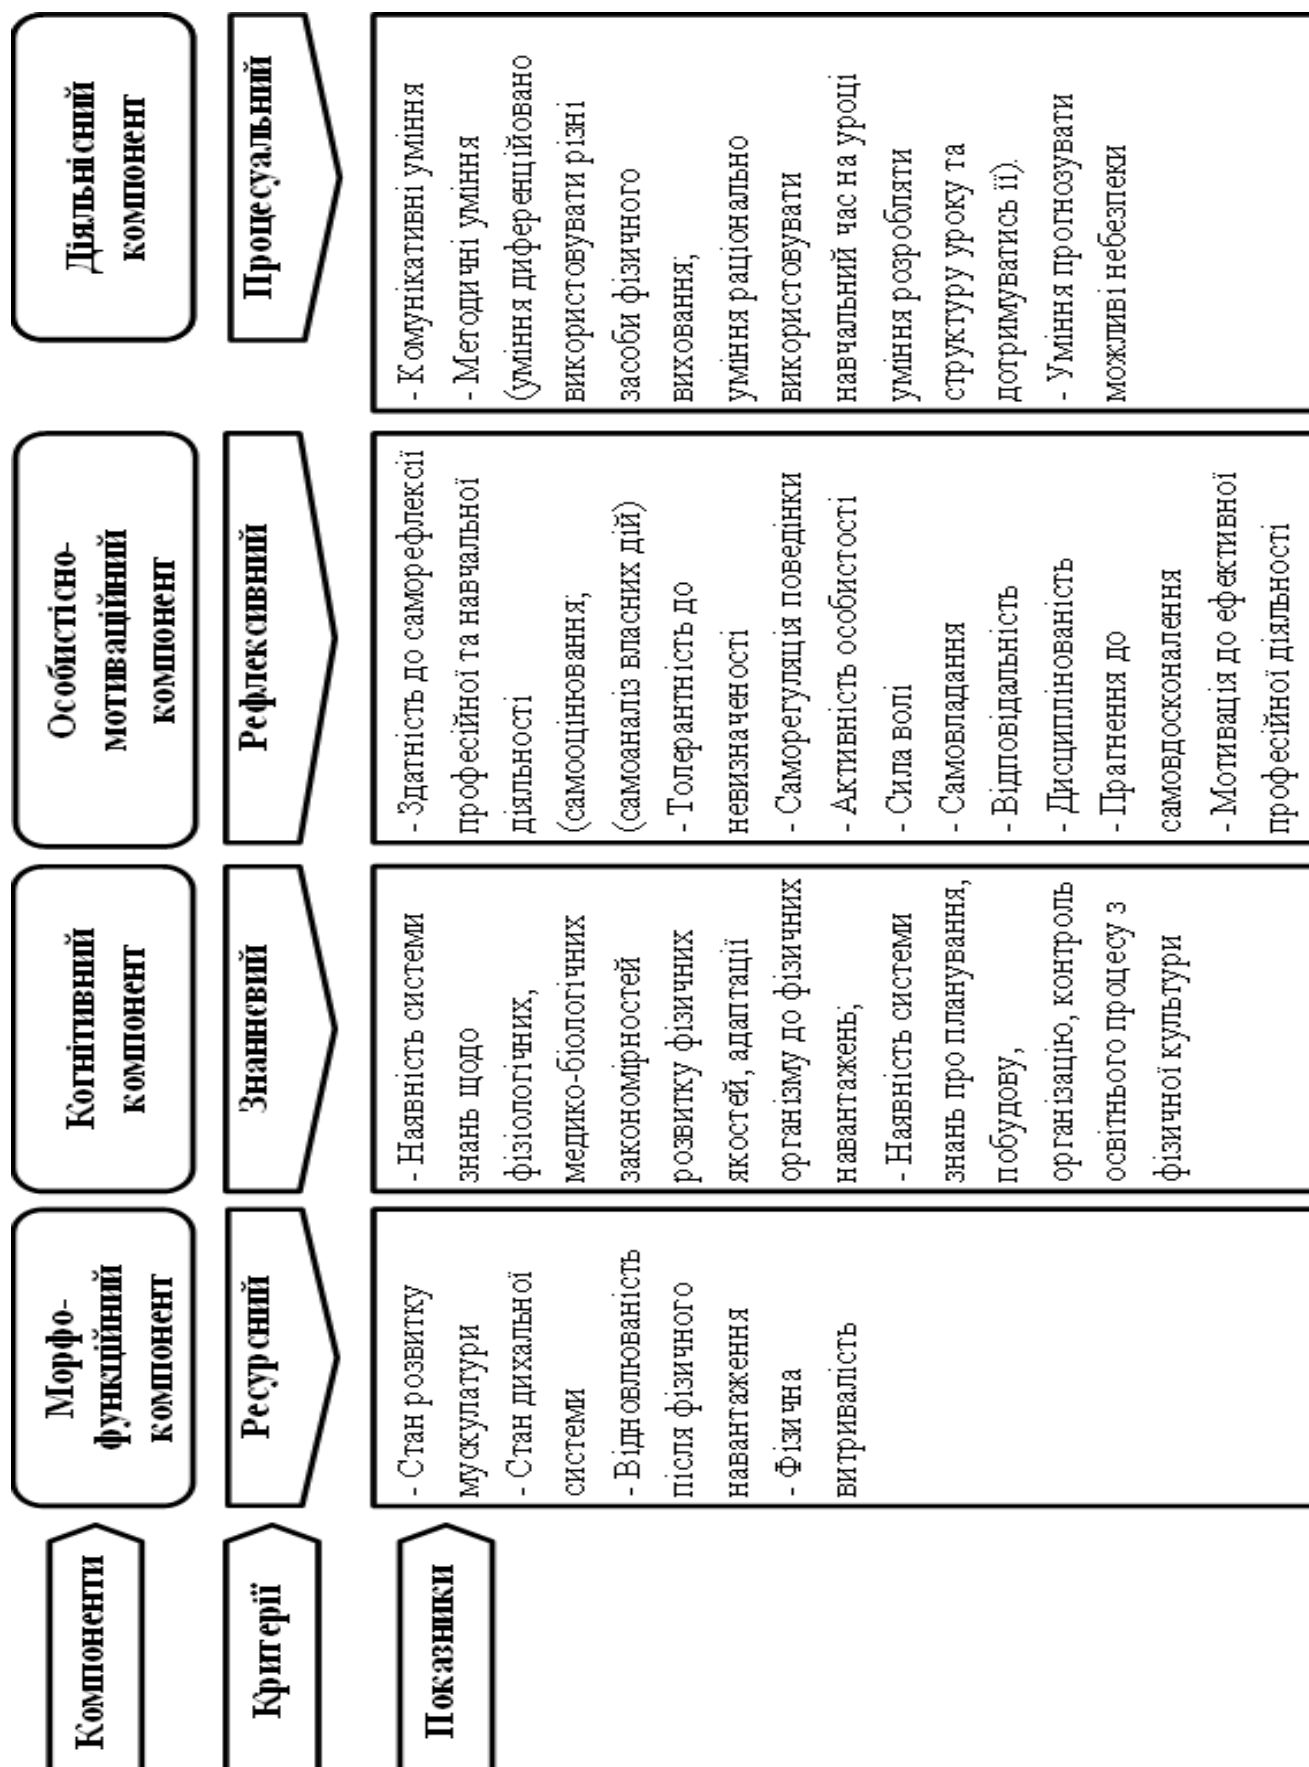 Компоненти
Морфо-
функційний
компонент
Когнітивний
компонент
Особистісно-
мотиваційний
компонент
Діяльнісний
компонент
Критерії
Ресурсний
Знаннєвий
Рефлексивний
Процесуальний
Показники
- Стан розвитку
мускулатури
- Стан дихальної
системи
- Відновлюваність
після фізичного
навантаження
- Фізична
витривалість
- Наявність системи
знань щодо
фізіологічних,
медико-біологічних
закономірностей
розвитку фізичних
якостей, адаптації
організму до фізичних
навантажень;
- Наявність системи
знань про планування,
побудову,
організацію, контроль
освітнього процесу з
фізичної культури
- Здатність до саморефлексії
професійної та навчальної
діяльності
(самооцінювання;
(самоаналіз власних дій)
- Толерантність до
невизначеності
- Саморегуляція поведінки
- Активність особистості
- Сила волі
- Самовладання
- Відповідальність
- Дисциплінованість
- Прагнення до
самовдосконалення
- Мотивація до ефективної
професійної діяльності
- Комунікативні уміння
- Методичні уміння
(уміння диференційовано
використовувати різні
засоби фізичного
виховання;
уміння раціонально
використовувати
навчальний час на уроці
уміння розробляти
структуру уроку та
дотримуватись її).
- Уміння прогнозувати
можливі небезпеки